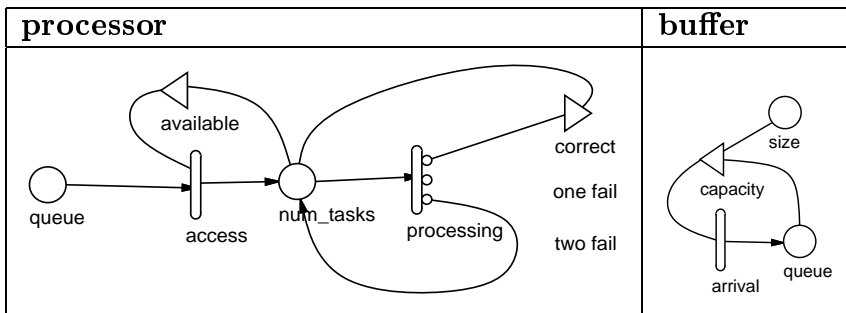 processor
buffer
available
correct
queue
access
num_tasks
processing
one fail
two fail
size
capacity
queue
arrival